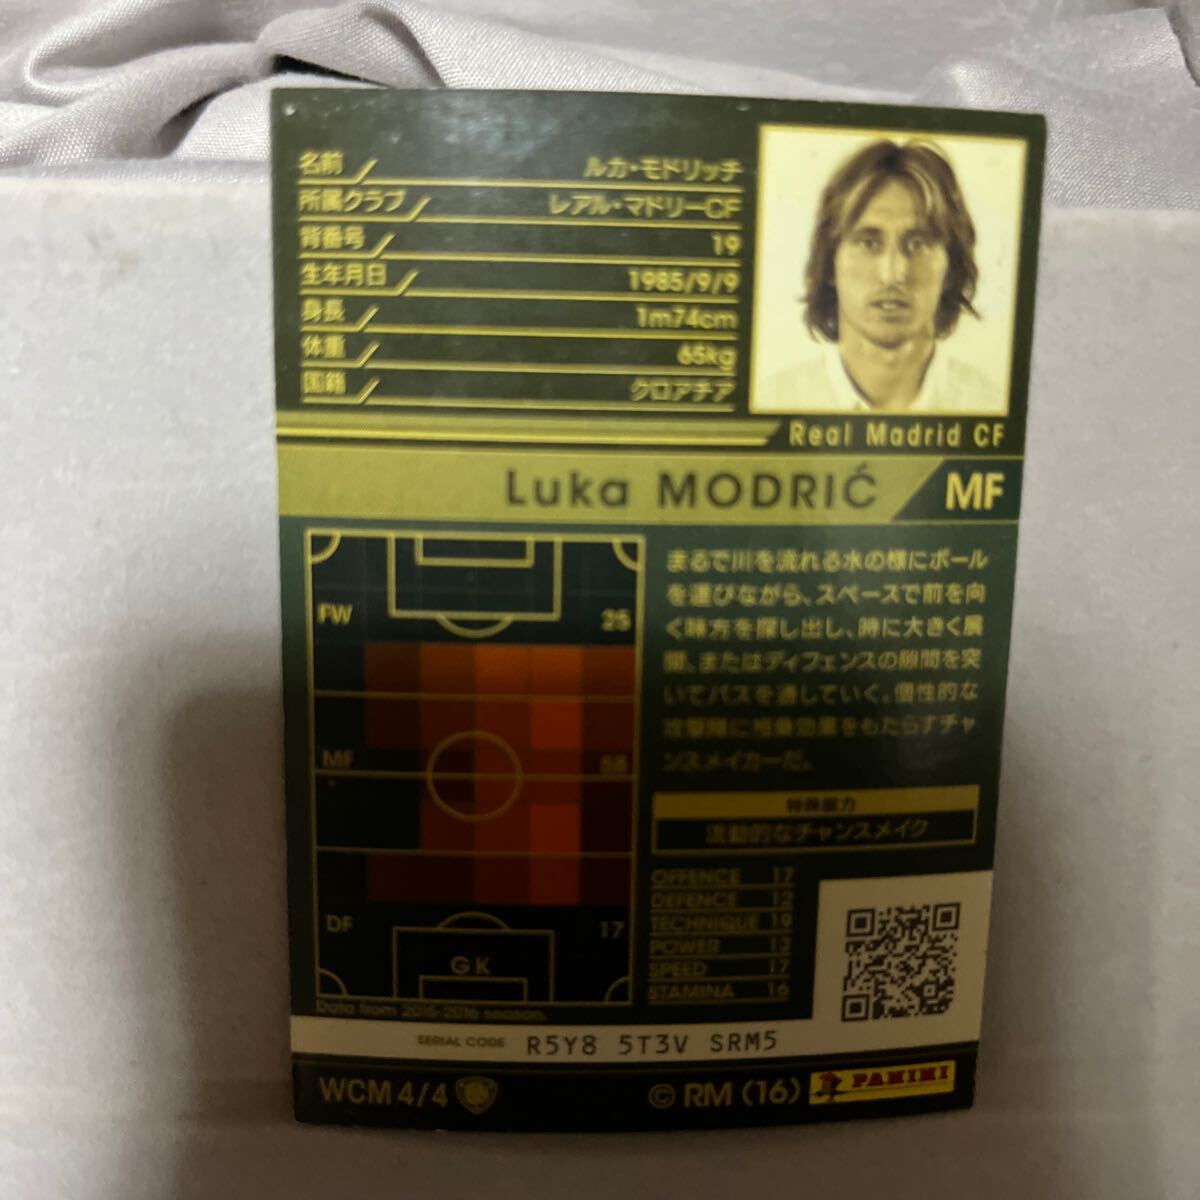 名前 ルカ・モドリッチ
所属クラブ レアル・マドリーCF
背番号 19
生年月日 1985/9/9
身長 1m74cm
体重 65kg
国籍 クロアチア
Real Madrid CF
Luka MODRIĆ MF
まるで川を流れる水の様にボール
を運びながら、スペースで前を向
く味方を探し出し、時に大きく展
開、またはディフェンスの隙間を突
いてパスを通していく。個性的な
攻撃陣に相乗効果をもたらすチャ
ンスメイカーだ。
特殊能力
流動的なチャンスメイク
FW 25
MF 58
DF 17
GK
Data from 2015-2016 season.
OFFENCE 17
DEFENCE 12
TECHNIQUE 19
POWER 13
SPEED 17
STAMINA 16
SERIAL CODE R5Y8 5T3V SRM5
WCM 4/4
© RM (16) PANINI